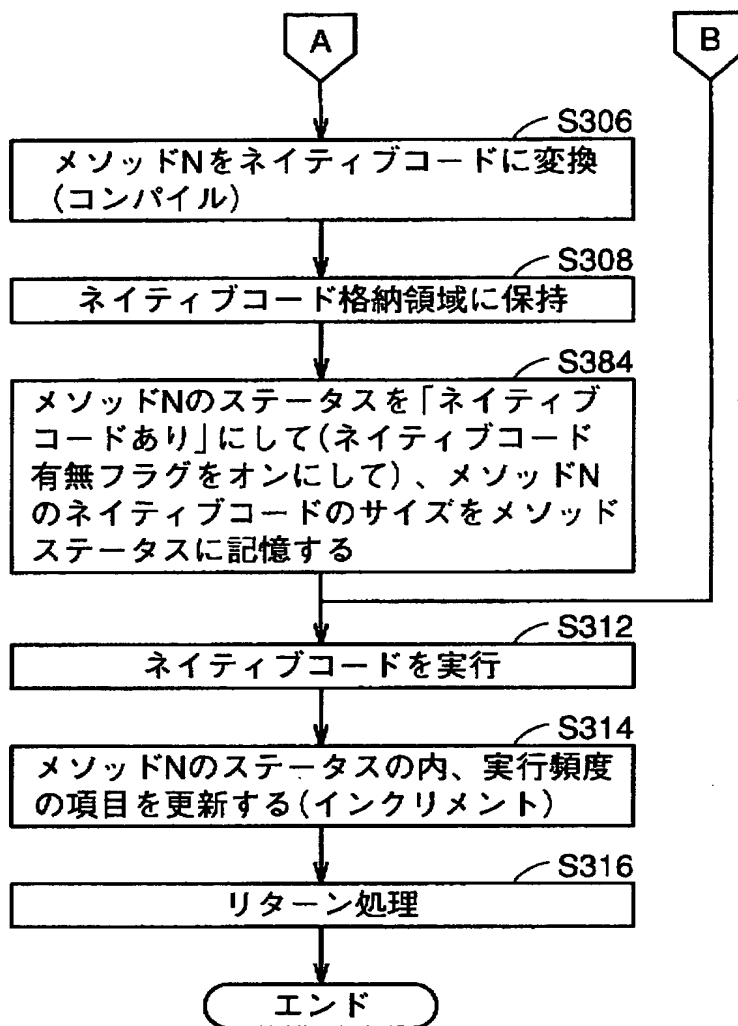 A
B
S306
メソッドNをネイティブコードに変換
(コンパイル)
S308
ネイティブコード格納領域に保持
S384
メソッドNのステータスを「ネイティブ
コードあり」にして(ネイティブコード
有無フラグをオンにして)、メソッドN
のネイティブコードのサイズをメソッド
ステータスに記憶する
S312
ネイティブコードを実行
S314
メソッドNのステータスの内、実行頻度
の項目を更新する(インクリメント)
S316
リターン処理
エンド